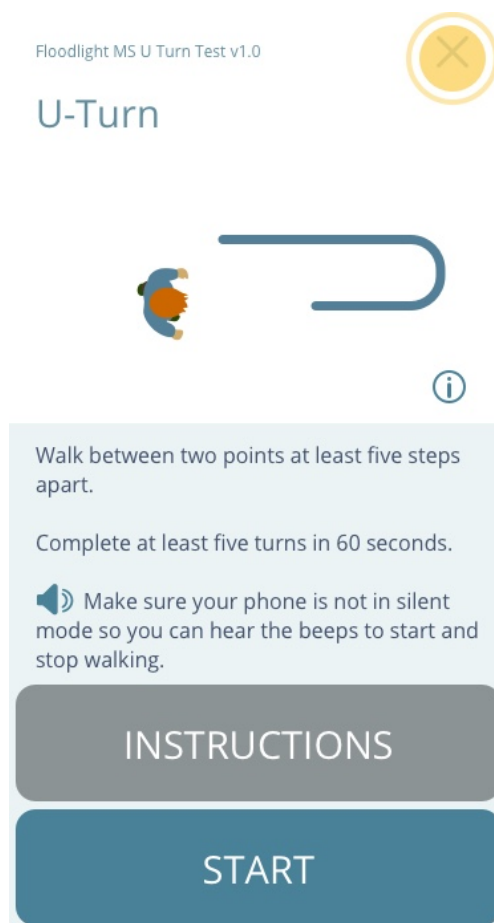 Floodlight MS U Turn Test v1.0
U-Turn
Walk between two points at least five steps
apart.
Complete at least five turns in 60 seconds.
Make sure your phone is not in silent
mode so you can hear the beeps to start and
stop walking.
INSTRUCTIONS
START